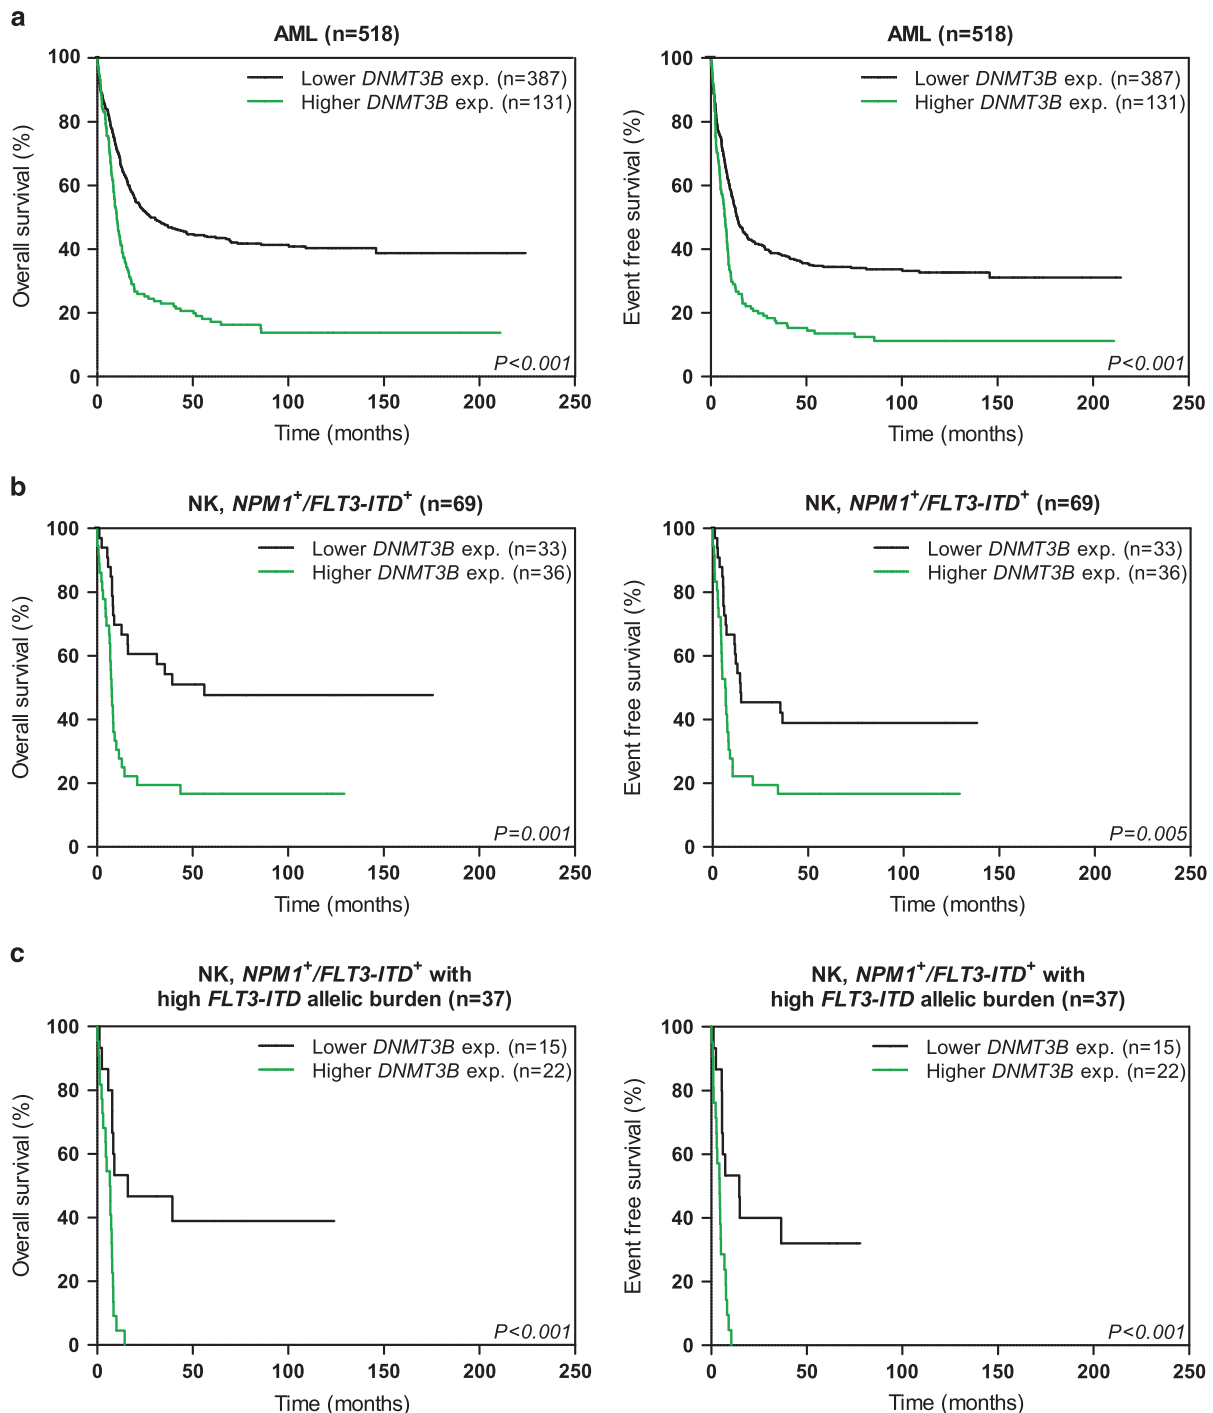 a
AML (n=518)
Overall survival (%)
100
80
60
40
20
0
Lower DNMT3B exp. (n=387)
Higher DNMT3B exp. (n=131)
P<0.001
0 50 100 150 200 250
Time (months)
AML (n=518)
Event free survival (%)
100
80
60
40
20
0
Lower DNMT3B exp. (n=387)
Higher DNMT3B exp. (n=131)
P<0.001
0 50 100 150 200 250
Time (months)
b
NK, NPM1⁺/FLT3-ITD⁺ (n=69)
Overall survival (%)
100
80
60
40
20
0
Lower DNMT3B exp. (n=33)
Higher DNMT3B exp. (n=36)
P=0.001
0 50 100 150 200 250
Time (months)
NK, NPM1⁺/FLT3-ITD⁺ (n=69)
Event free survival (%)
100
80
60
40
20
0
Lower DNMT3B exp. (n=33)
Higher DNMT3B exp. (n=36)
P=0.005
0 50 100 150 200 250
Time (months)
c
NK, NPM1⁺/FLT3-ITD⁺ with
high FLT3-ITD allelic burden (n=37)
Overall survival (%)
100
80
60
40
20
0
Lower DNMT3B exp. (n=15)
Higher DNMT3B exp. (n=22)
P<0.001
0 50 100 150 200 250
Time (months)
NK, NPM1⁺/FLT3-ITD⁺ with
high FLT3-ITD allelic burden (n=37)
Event free survival (%)
100
80
60
40
20
0
Lower DNMT3B exp. (n=15)
Higher DNMT3B exp. (n=22)
P<0.001
0 50 100 150 200 250
Time (months)